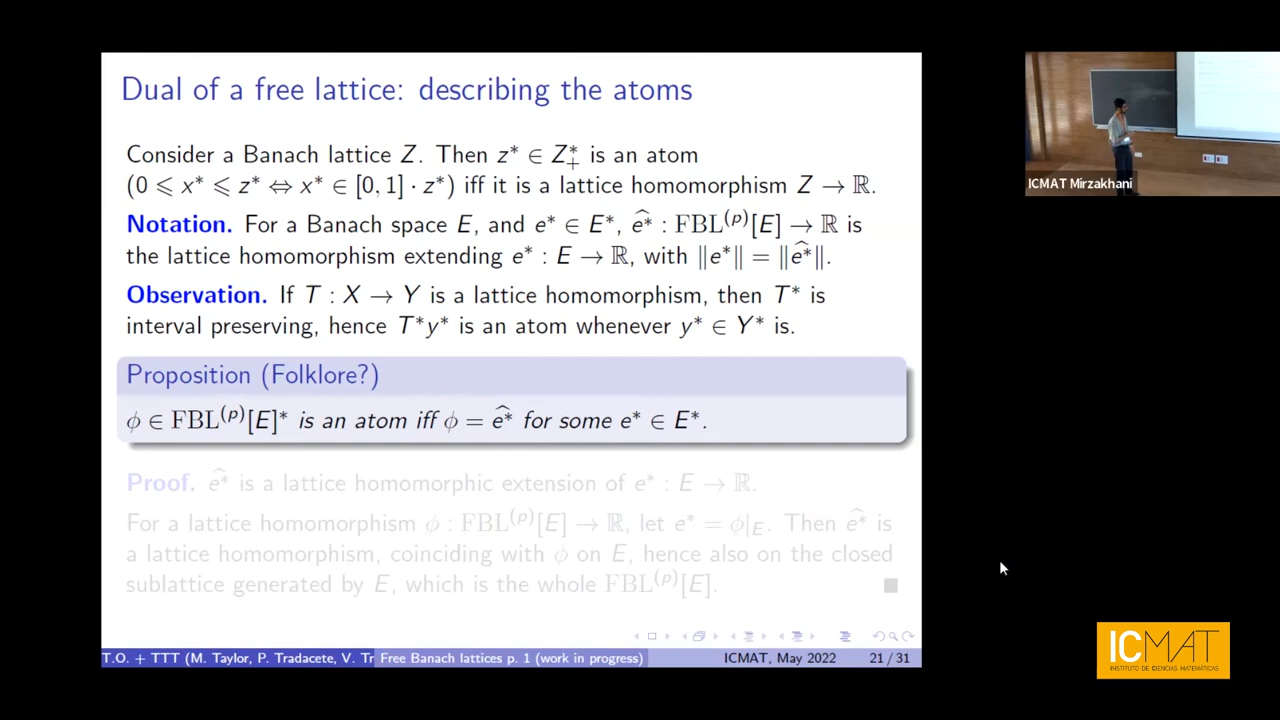 Dual of a free lattice: describing the atoms
Consider a Banach lattice Z. Then z* ∈ Z*₊ is an atom
(0 ⩽ x* ⩽ z* ⇔ x* ∈ [0, 1] · z*) iff it is a lattice homomorphism Z → ℝ.
Notation. For a Banach space E, and e* ∈ E*, ê* : FBL⁽ᵖ⁾[E] → ℝ is
the lattice homomorphism extending e* : E → ℝ, with ‖e*‖ = ‖ê*‖.
Observation. If T : X → Y is a lattice homomorphism, then T* is
interval preserving, hence T*y* is an atom whenever y* ∈ Y* is.
Proposition (Folklore?)
ϕ ∈ FBL⁽ᵖ⁾[E]* is an atom iff ϕ = ê* for some e* ∈ E*.
Proof. ê* is a lattice homomorphic extension of e* : E → ℝ.
For a lattice homomorphism ϕ : FBL⁽ᵖ⁾[E] → ℝ, let e* = ϕ|_E. Then ê* is
a lattice homomorphism, coinciding with ϕ on E, hence also on the closed
sublattice generated by E, which is the whole FBL⁽ᵖ⁾[E].
T.O. + TTT (M. Taylor, P. Tradacete, V. Tr
Free Banach lattices p. 1 (work in progress)
ICMAT, May 2022
21 / 31
ICMAT Mirzakhani
ICMAT
INSTITUTO DE CIENCIAS MATEMÁTICAS